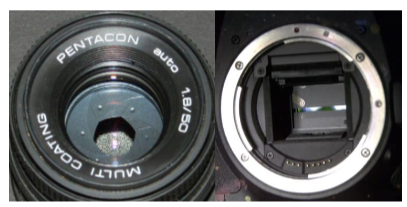 PENTACON auto 1.8/50
MULTI COATING